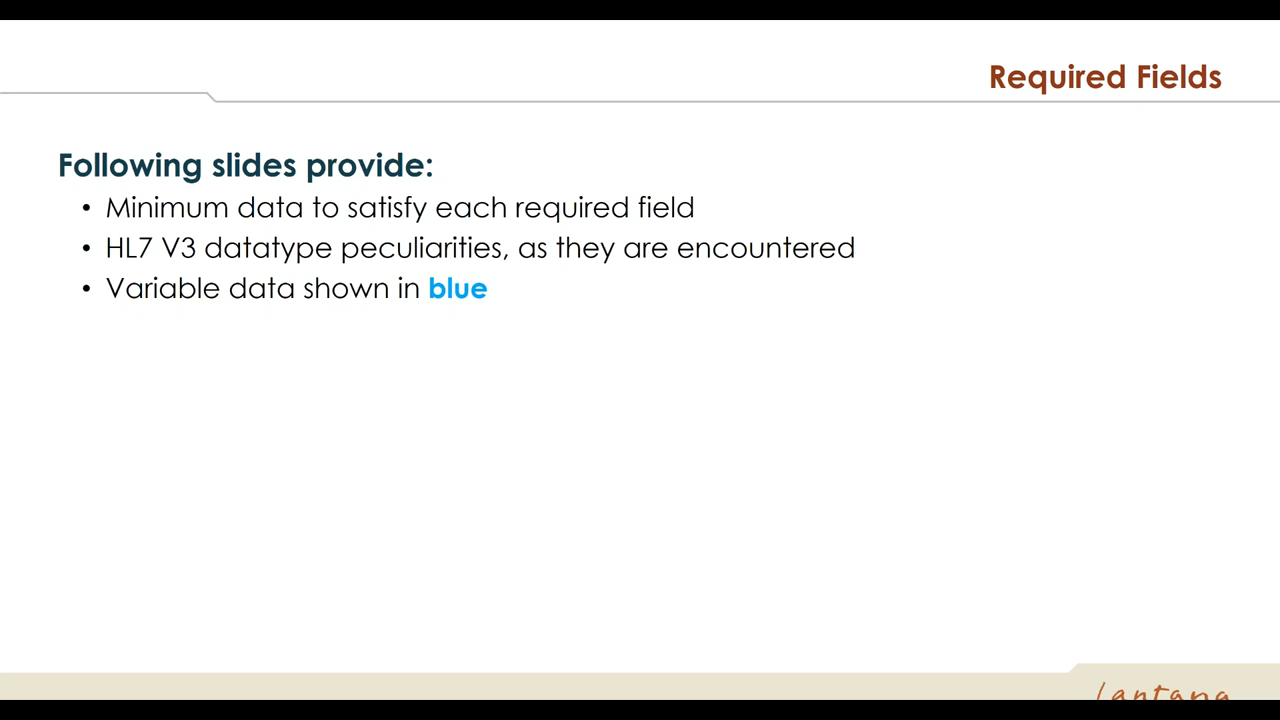 Required Fields
Following slides provide:
• Minimum data to satisfy each required field
• HL7 V3 datatype peculiarities, as they are encountered
• Variable data shown in blue
Lantana